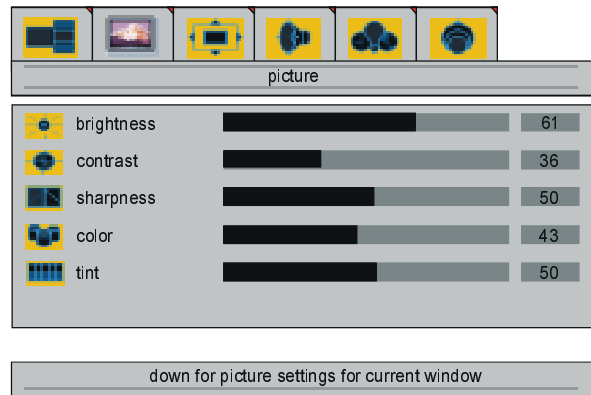 picture
brightness 61
contrast 36
sharpness 50
color 43
tint 50
down for picture settings for current window